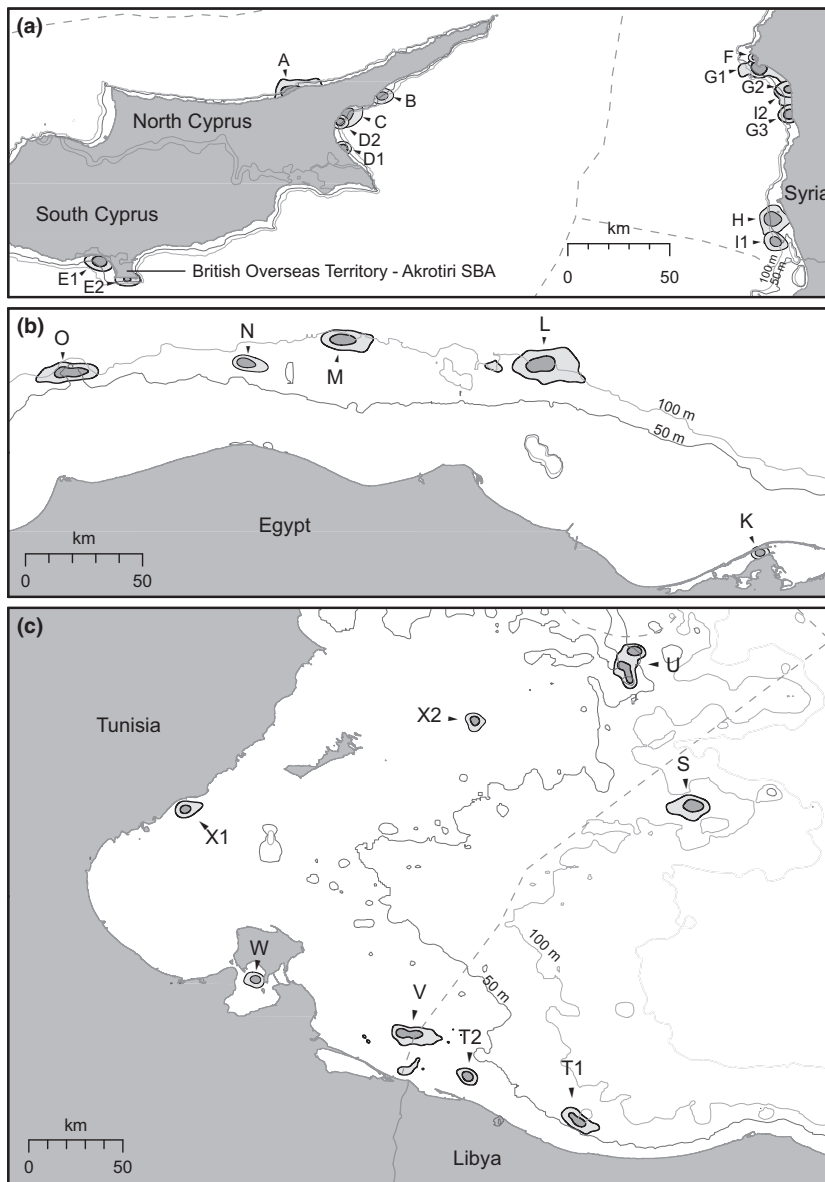 (a)
A
B
C
D2
D1
North Cyprus
South Cyprus
E1
E2
British Overseas Territory - Akrotiri SBA
F
G1
G2
I2
G3
H
I1
Syria
100 m
50 m
km
0 50
(b)
O
N
M
L
K
100 m
50 m
Egypt
km
0 50
(c)
Tunisia
U
X2
S
X1
W
V
T2
T1
50 m
100 m
Libya
km
0 50